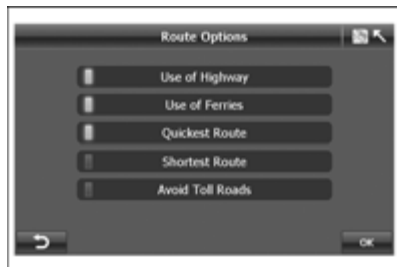 Route Options
Use of Highway
Use of Ferries
Quickest Route
Shortest Route
Avoid Toll Roads
OK